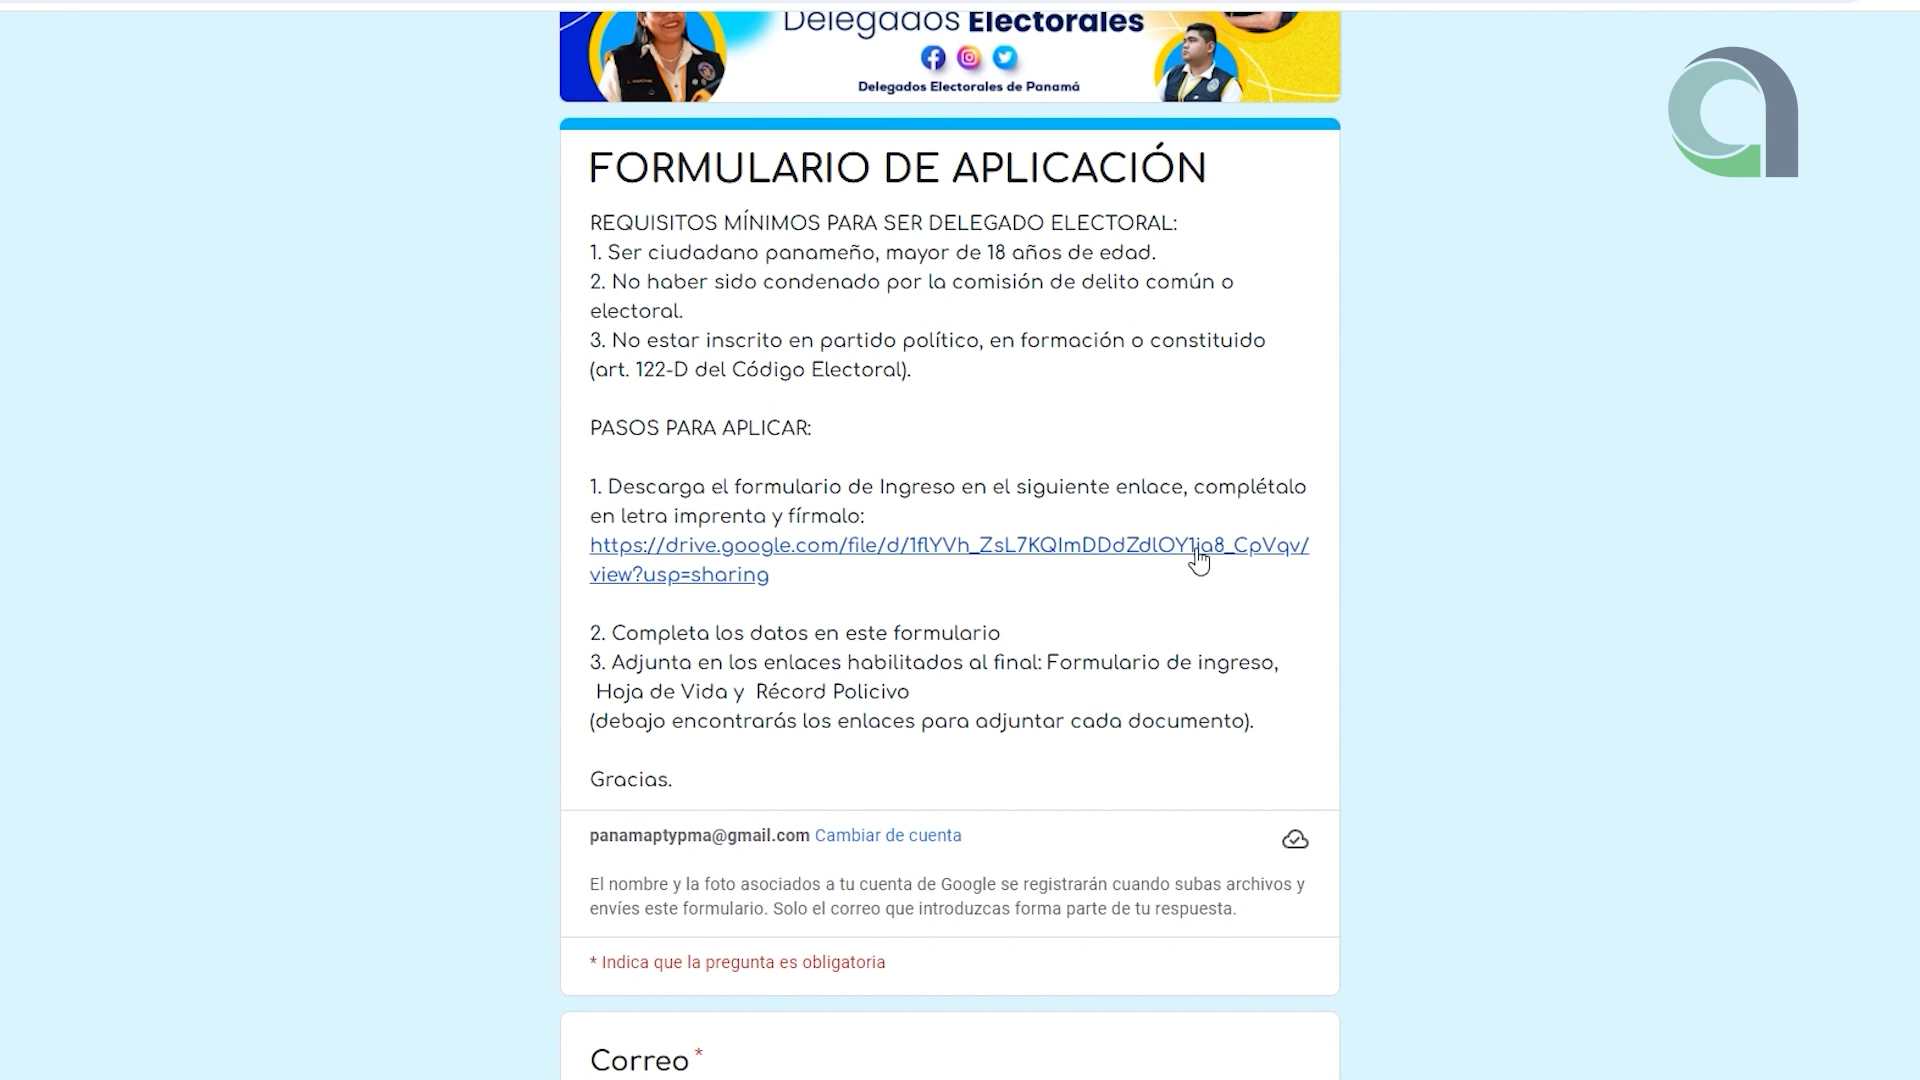 Delegados Electorales
Delegados Electorales de Panamá
FORMULARIO DE APLICACIÓN
REQUISITOS MÍNIMOS PARA SER DELEGADO ELECTORAL:
1. Ser ciudadano panameño, mayor de 18 años de edad.
2. No haber sido condenado por la comisión de delito común o
electoral.
3. No estar inscrito en partido político, en formación o constituido
(art. 122-D del Código Electoral).
PASOS PARA APLICAR:
1. Descarga el formulario de Ingreso en el siguiente enlace, complétalo
en letra imprenta y fírmalo:
https://drive.google.com/file/d/1flYVh_ZsL7KQImDDdZdlOY1ja8_CpVqv/
view?usp=sharing
2. Completa los datos en este formulario
3. Adjunta en los enlaces habilitados al final: Formulario de ingreso,
Hoja de Vida y Récord Policivo
(debajo encontrarás los enlaces para adjuntar cada documento).
Gracias.
panamaptypma@gmail.com Cambiar de cuenta
El nombre y la foto asociados a tu cuenta de Google se registrarán cuando subas archivos y
envíes este formulario. Solo el correo que introduzcas forma parte de tu respuesta.
* Indica que la pregunta es obligatoria
Correo *